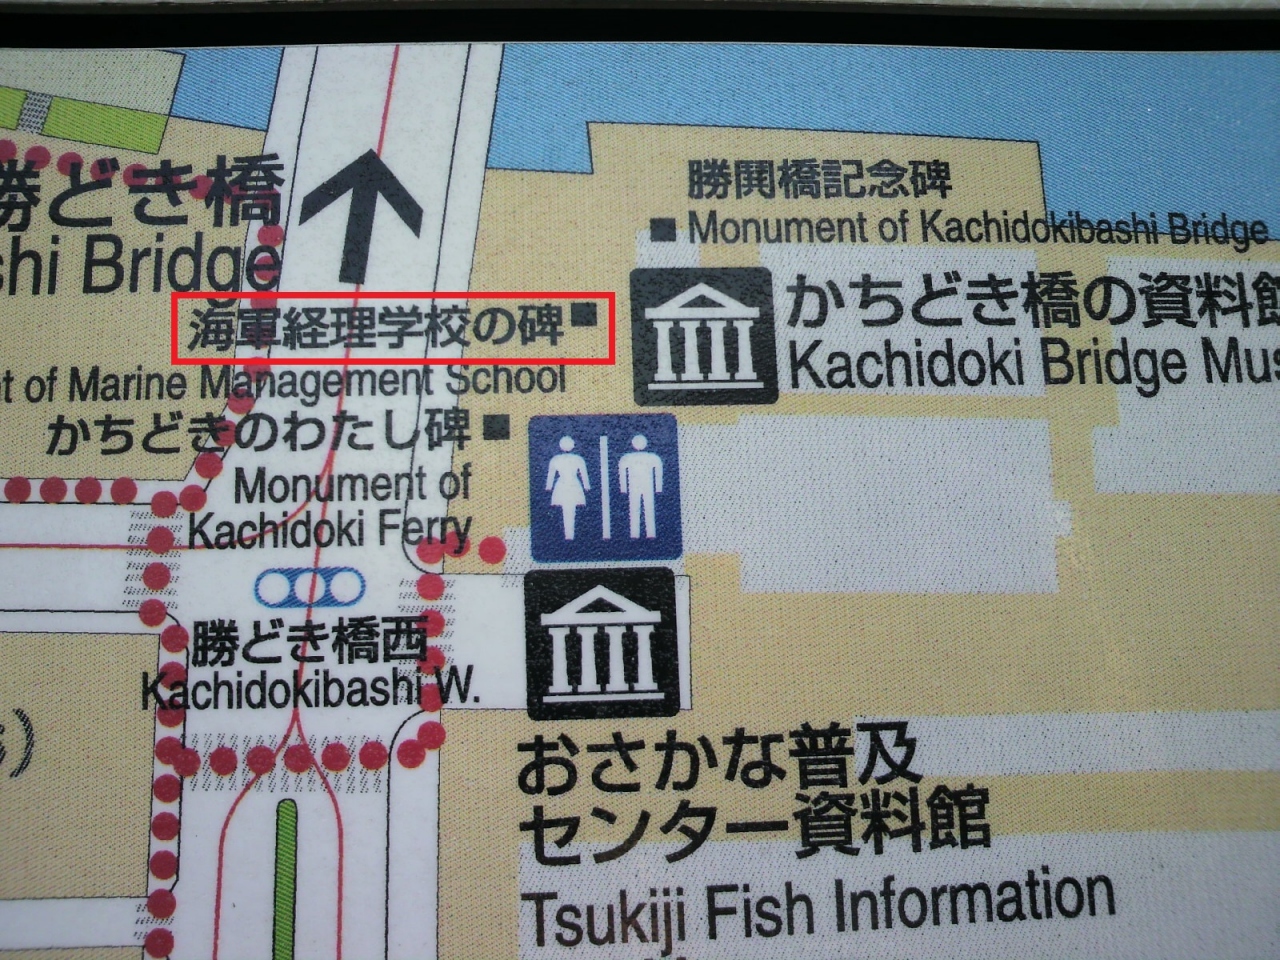 勝どき橋
shi Bridge
勝鬨橋記念碑
Monument of Kachidokibashi Bridge
海軍経理学校の碑
t of Marine Management School
かちどき橋の資料館
Kachidoki Bridge Mus
かちどきのわたし碑
Monument of
Kachidoki Ferry
勝どき橋西
Kachidokibashi W.
s)
おさかな普及
センター資料館
Tsukiji Fish Information